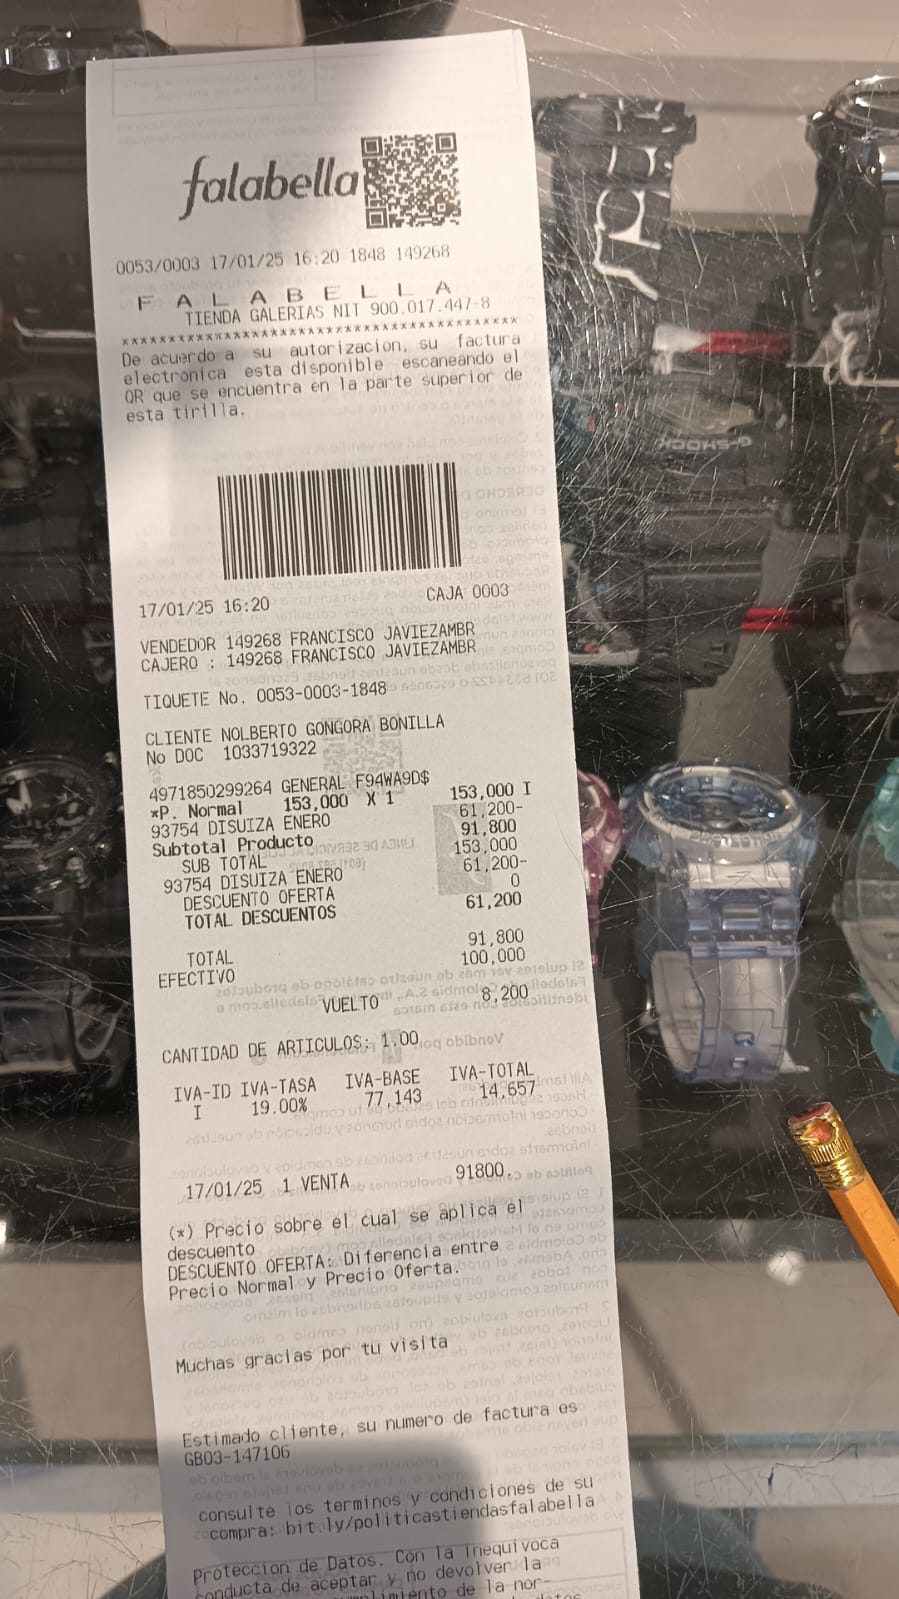 falabella
0053/0003 17/01/25 16:20 1848 149268
F A L A B E L L A
TIENDA GALERIAS NIT 900.017.447-8
****************************************
De acuerdo a su autorizacion, su factura
electronica esta disponible escaneando el
QR que se encuentra en la parte superior de
esta tirilla.
17/01/25 16:20 CAJA 0003
VENDEDOR 149268 FRANCISCO JAVIEZAMBR
CAJERO : 149268 FRANCISCO JAVIEZAMBR
TIQUETE No. 0053-0003-1848
CLIENTE NOLBERTO GONGORA BONILLA
No DOC 1033719322
4971850299264 GENERAL F94WA9D$
*P. Normal 153,000 X 1 153,000 I
93754 DISUIZA ENERO 61,200-
Subtotal Producto 91,800
SUB TOTAL 153,000
93754 DISUIZA ENERO 61,200-
DESCUENTO OFERTA 0
TOTAL DESCUENTOS 61,200
TOTAL 91,800
EFECTIVO 100,000
VUELTO 8,200
CANTIDAD DE ARTICULOS: 1.00
IVA-ID IVA-TASA IVA-BASE IVA-TOTAL
I 19.00% 77,143 14,657
17/01/25 1 VENTA 91800.
(*) Precio sobre el cual se aplica el
descuento
DESCUENTO OFERTA: Diferencia entre
Precio Normal y Precio Oferta.
Muchas gracias por tu visita
Estimado cliente, su numero de factura es
GB03-147106
consulte los terminos y condiciones de su
compra: bit.ly/politicastiendasfalabella
Proteccion de Datos. Con la inequivoca
conducta de aceptar y no devolver la
de la nor-
G-SHOCK